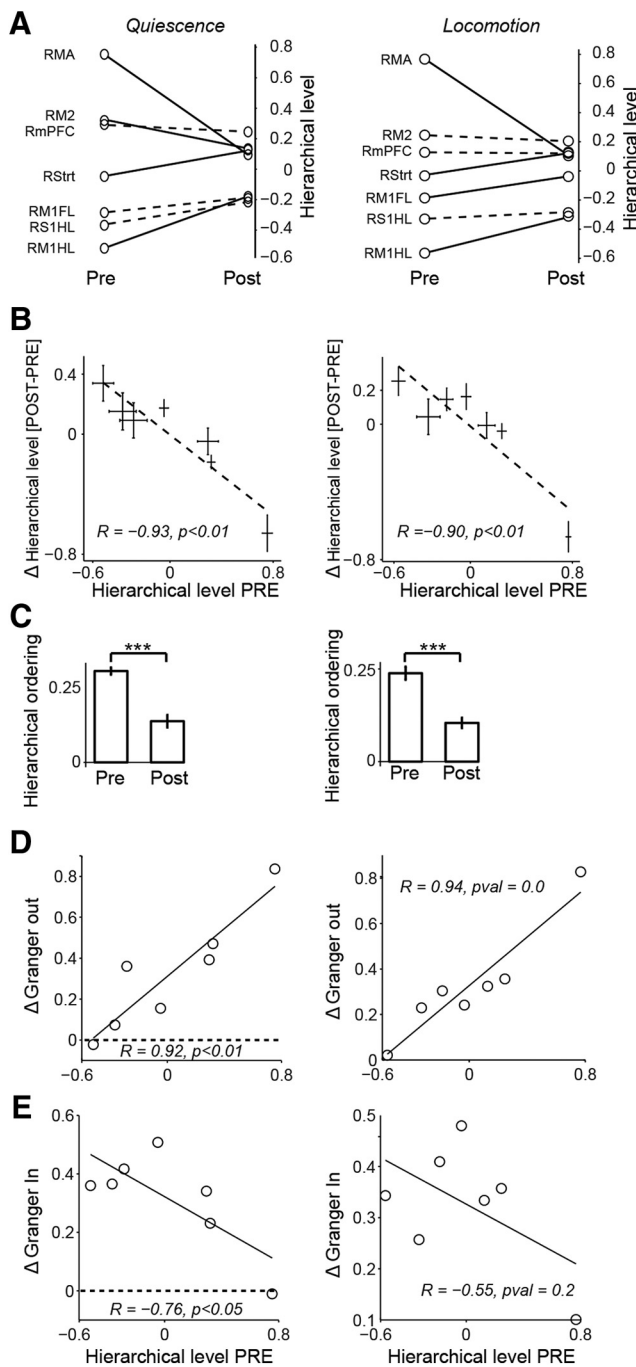 A
Quiescence
Locomotion
RMA
RM2
RmPFC
RStrt
RM1FL
RS1HL
RM1HL
0.8
0.6
0.4
0.2
0
−0.2
−0.4
−0.6
Hierarchical level
Pre
Post
RMA
RM2
RmPFC
RStrt
RM1FL
RS1HL
RM1HL
0.8
0.6
0.4
0.2
0
−0.2
−0.4
−0.6
Hierarchical level
Pre
Post
B
Δ Hierarchical level [POST-PRE]
0.4
0
−0.8
R = −0.93, p<0.01
−0.6
0
0.8
Hierarchical level PRE
Δ Hierarchical level [POST-PRE]
0.2
0
−0.8
R =−0.90, p<0.01
−0.6
0
0.8
Hierarchical level PRE
C
Hierarchical ordering
0.25
0
***
Pre
Post
Hierarchical ordering
0.25
0
***
Pre
Post
D
Δ Granger out
0.8
0.6
0.4
0.2
0
R = 0.92, p<0.01
−0.6
0
0.8
Δ Granger out
0.8
0.6
0.4
0.2
0
R = 0.94, pval = 0.0
−0.6
0
0.8
E
Δ Granger In
0.6
0.4
0.2
0
R = −0.76, p<0.05
−0.6
0
0.8
Hierarchical level PRE
Δ Granger In
0.5
0.4
0.3
0.2
0.1
R = −0.55, pval = 0.2
−0.6
0
0.8
Hierarchical level PRE